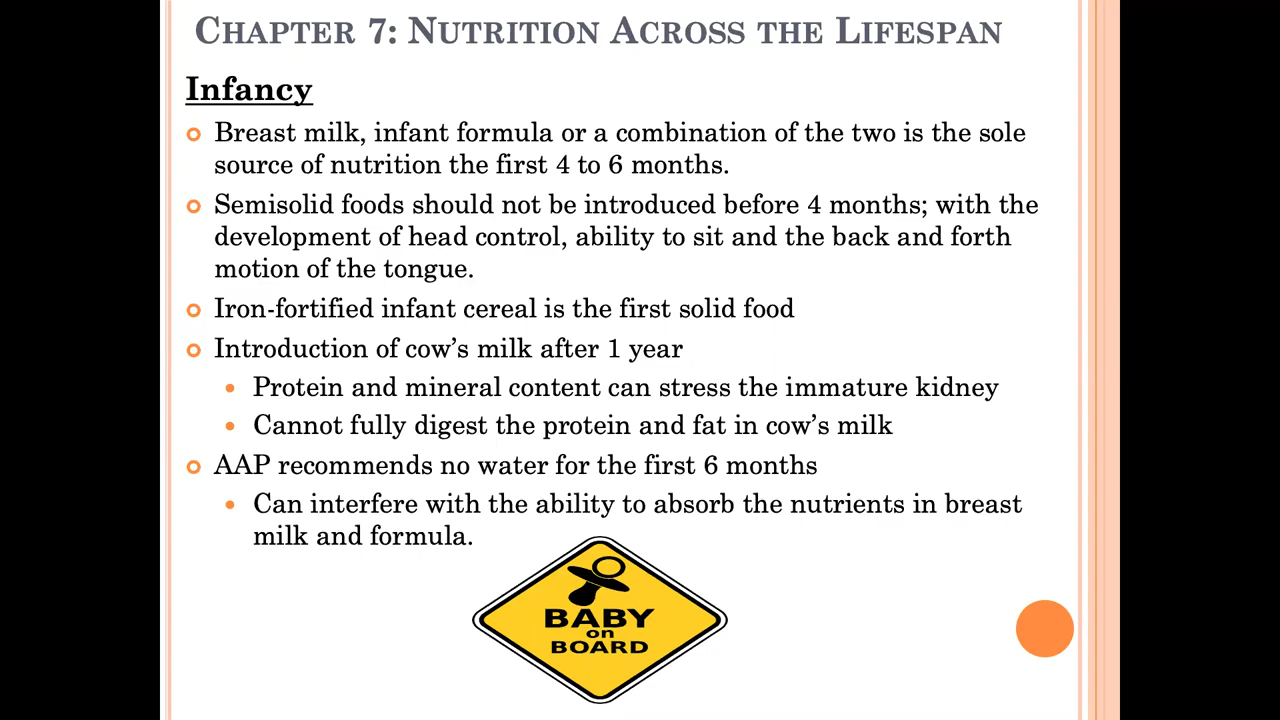 CHAPTER 7: NUTRITION ACROSS THE LIFESPAN
Infancy
Breast milk, infant formula or a combination of the two is the sole
source of nutrition the first 4 to 6 months.
Semisolid foods should not be introduced before 4 months; with the
development of head control, ability to sit and the back and forth
motion of the tongue.
Iron-fortified infant cereal is the first solid food
Introduction of cow’s milk after 1 year
Protein and mineral content can stress the immature kidney
Cannot fully digest the protein and fat in cow’s milk
AAP recommends no water for the first 6 months
Can interfere with the ability to absorb the nutrients in breast
milk and formula.
BABY
on
BOARD